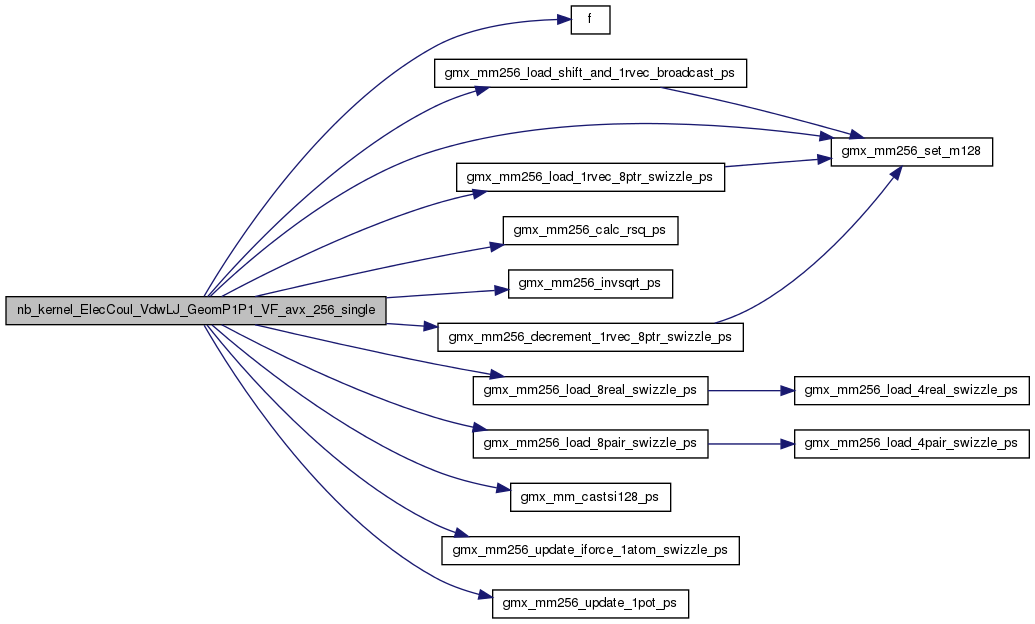 f
gmx_mm256_load_shift_and_1rvec_broadcast_ps
gmx_mm256_set_m128
gmx_mm256_load_1rvec_8ptr_swizzle_ps
gmx_mm256_calc_rsq_ps
gmx_mm256_invsqrt_ps
nb_kernel_ElecCoul_VdwLJ_GeomP1P1_VF_avx_256_single
gmx_mm256_decrement_1rvec_8ptr_swizzle_ps
gmx_mm256_load_8real_swizzle_ps
gmx_mm256_load_4real_swizzle_ps
gmx_mm256_load_8pair_swizzle_ps
gmx_mm256_load_4pair_swizzle_ps
gmx_mm_castsi128_ps
gmx_mm256_update_iforce_1atom_swizzle_ps
gmx_mm256_update_1pot_ps